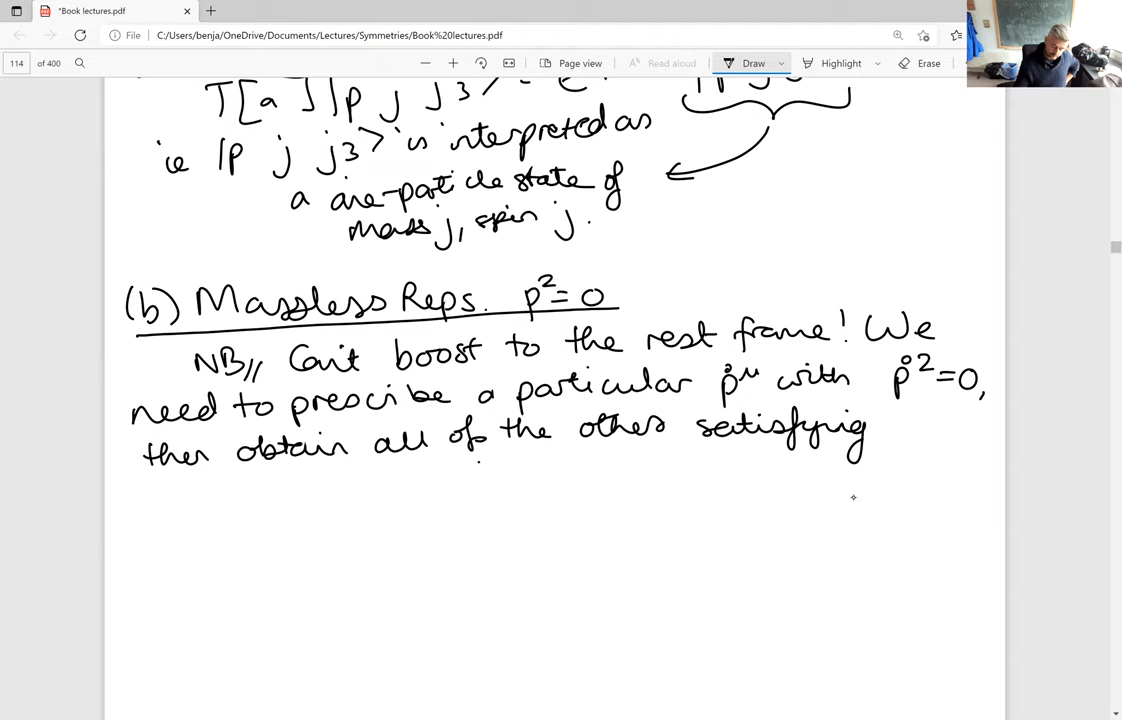 *Book lectures.pdf
File C:/Users/benja/OneDrive/Documents/Lectures/Symmetries/Book%20lectures.pdf
114 of 400 Page view Read aloud Draw Highlight Erase
T[a ] |p j j3> =
ie |p j j3> is interpreted as
a one-particle state of
mass j, spin j.
(b) Massless Reps. p²=0
NB// Can't boost to the rest frame! We
need to prescribe a particular p̊^μ with p̊²=0,
then obtain all of the other satisfying